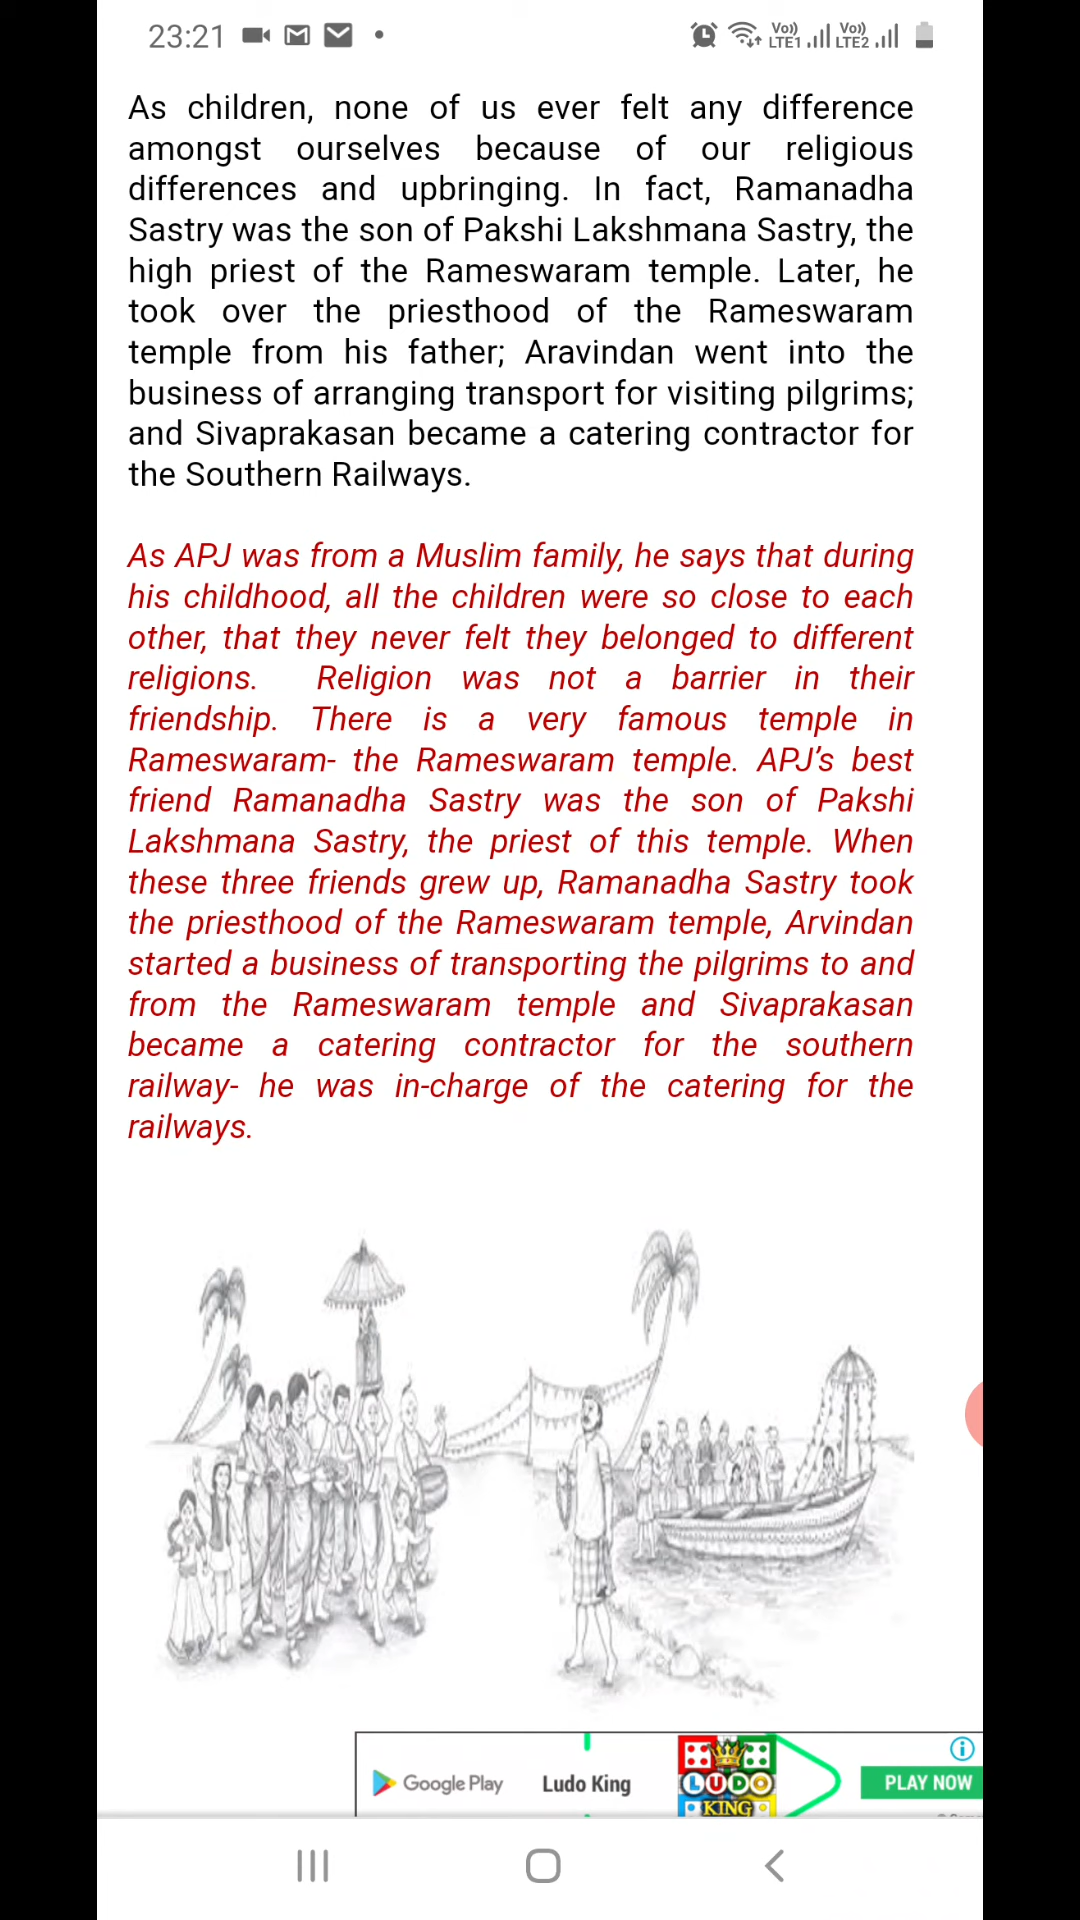 23:21
Vo)) LTE1 Vo)) LTE2
As children, none of us ever felt any difference
amongst ourselves because of our religious
differences and upbringing. In fact, Ramanadha
Sastry was the son of Pakshi Lakshmana Sastry, the
high priest of the Rameswaram temple. Later, he
took over the priesthood of the Rameswaram
temple from his father; Aravindan went into the
business of arranging transport for visiting pilgrims;
and Sivaprakasan became a catering contractor for
the Southern Railways.
As APJ was from a Muslim family, he says that during
his childhood, all the children were so close to each
other, that they never felt they belonged to different
religions. Religion was not a barrier in their
friendship. There is a very famous temple in
Rameswaram- the Rameswaram temple. APJ’s best
friend Ramanadha Sastry was the son of Pakshi
Lakshmana Sastry, the priest of this temple. When
these three friends grew up, Ramanadha Sastry took
the priesthood of the Rameswaram temple, Arvindan
started a business of transporting the pilgrims to and
from the Rameswaram temple and Sivaprakasan
became a catering contractor for the southern
railway- he was in-charge of the catering for the
railways.
Google Play Ludo King LUDO KING PLAY NOW